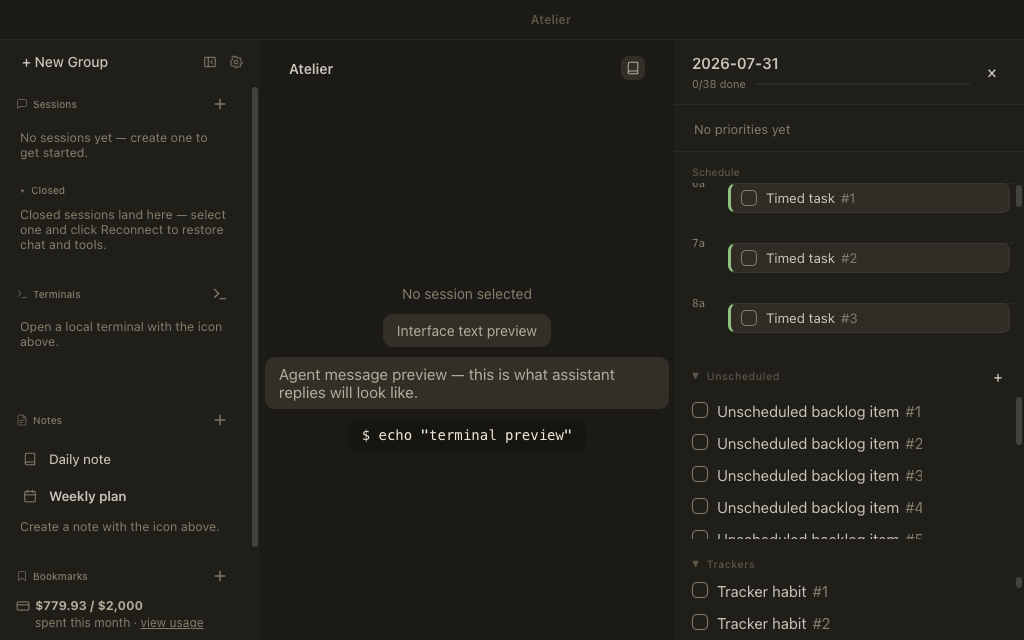 Atelier
+ New Group
Sessions
No sessions yet — create one to
get started.
Closed
Closed sessions land here — select
one and click Reconnect to restore
chat and tools.
Terminals
Open a local terminal with the icon
above.
Notes
Daily note
Weekly plan
Create a note with the icon above.
Bookmarks
$779.93 / $2,000
spent this month · view usage
Atelier
No session selected
Interface text preview
Agent message preview — this is what assistant
replies will look like.
$ echo "terminal preview"
2026-07-31
0/38 done
No priorities yet
Schedule
6a
Timed task #1
7a
Timed task #2
8a
Timed task #3
Unscheduled
Unscheduled backlog item #1
Unscheduled backlog item #2
Unscheduled backlog item #3
Unscheduled backlog item #4
Unscheduled backlog item #5
Trackers
Tracker habit #1
Tracker habit #2